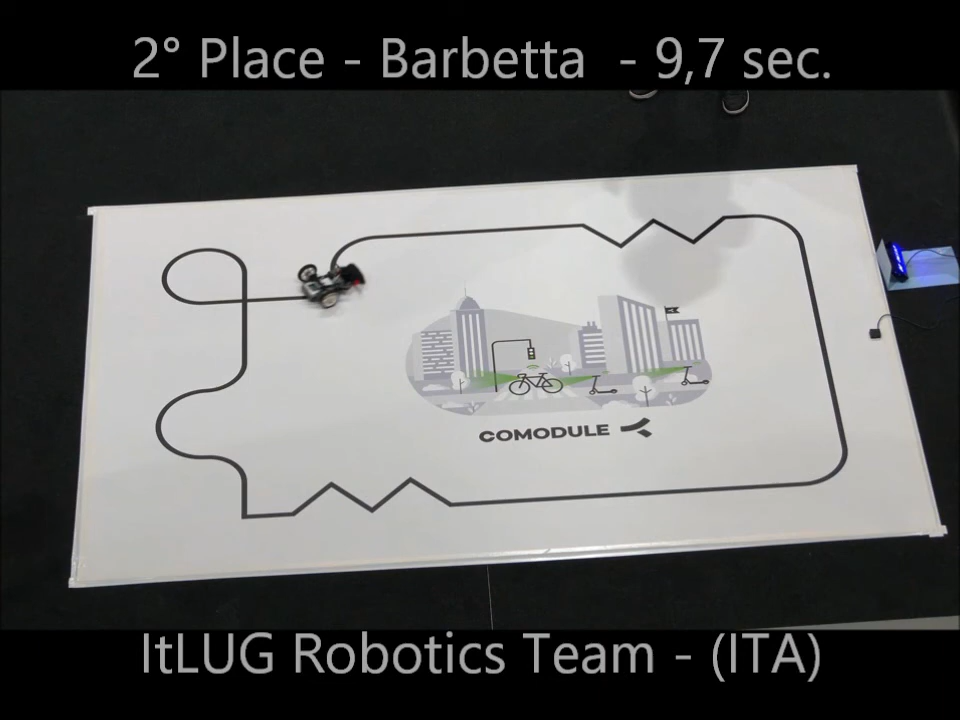 2° Place - Barbetta - 9,7 sec.
COMODULE
ItLUG Robotics Team - (ITA)